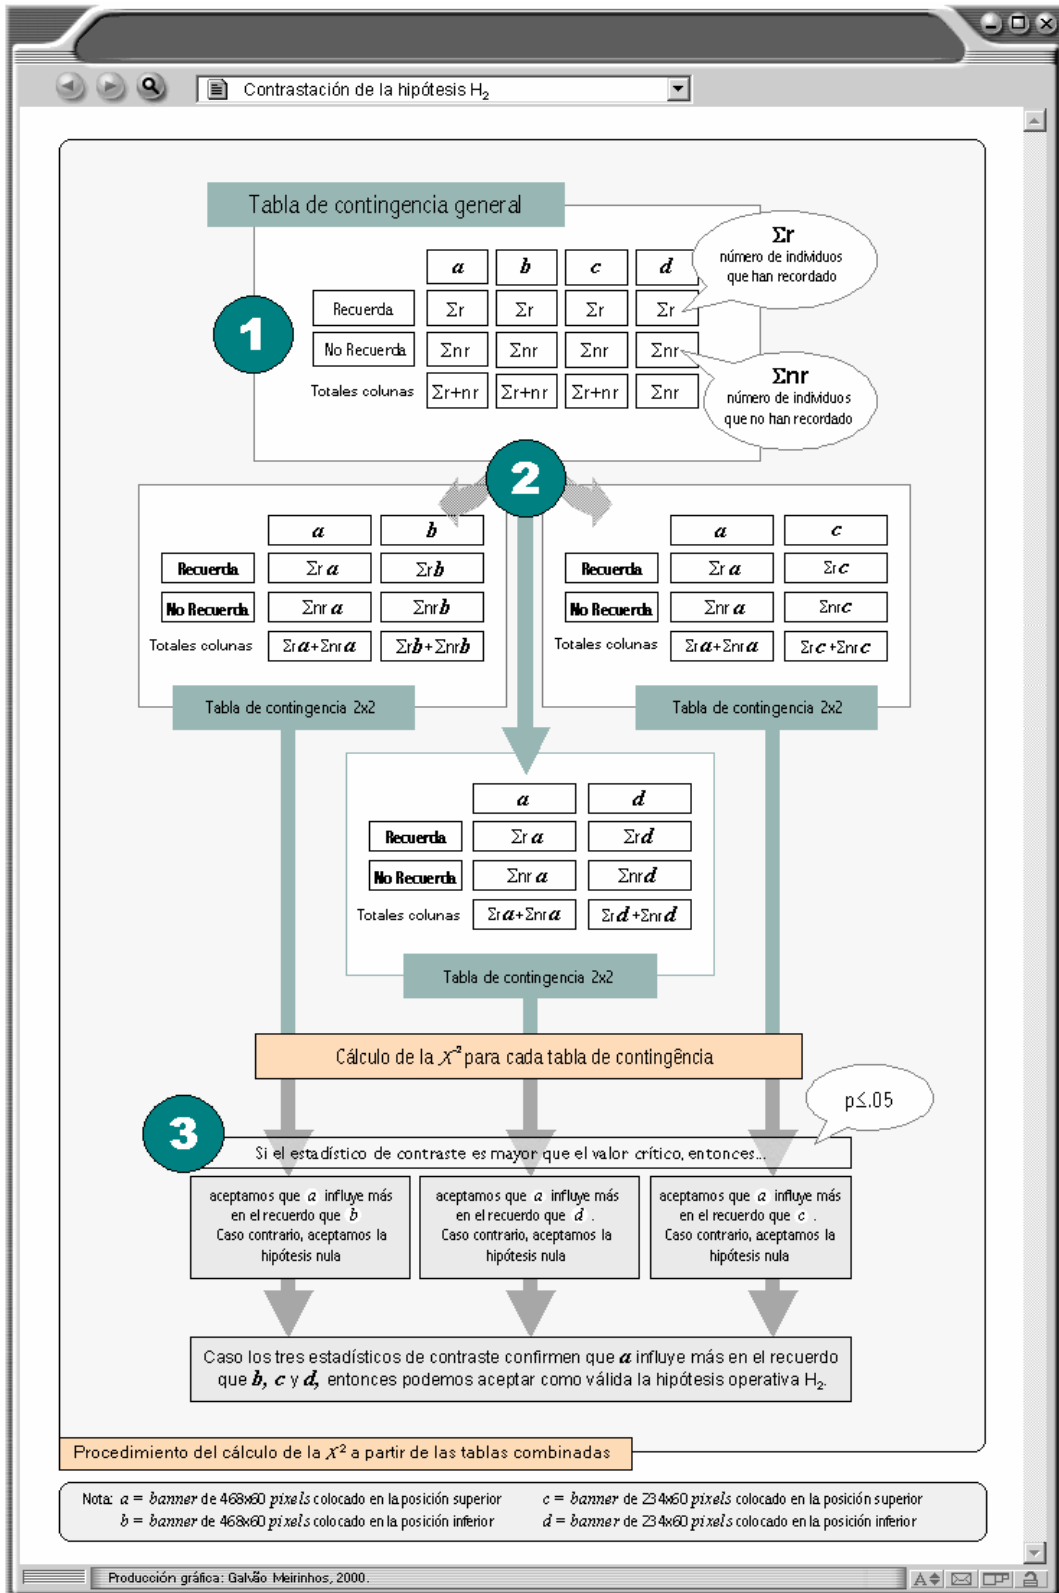 Contrastación de la hipótesis H₂
Tabla de contingencia general
Σr
número de individuos
que han recordado
a b c d
Recuerda Σr Σr Σr Σr
1
No Recuerda Σnr Σnr Σnr Σnr
Totales colunas Σr+nr Σr+nr Σr+nr Σnr
Σnr
número de individuos
que no han recordado
2
a b
Recuerda Σr a Σr b
No Recuerda Σnr a Σnr b
Totales colunas Σr a+Σnr a Σr b+Σnr b
Tabla de contingencia 2x2
a c
Recuerda Σr a Σr c
No Recuerda Σnr a Σnr c
Totales colunas Σr a+Σnr a Σr c+Σnr c
Tabla de contingencia 2x2
a d
Recuerda Σr a Σr d
No Recuerda Σnr a Σnr d
Totales colunas Σr a+Σnr a Σr d+Σnr d
Tabla de contingencia 2x2
Cálculo de la X² para cada tabla de contingência
p≤.05
3
Si el estadístico de contraste es mayor que el valor crítico, entonces...
aceptamos que a influye más
en el recuerdo que b
Caso contrario, aceptamos la
hipótesis nula
aceptamos que a influye más
en el recuerdo que d .
Caso contrario, aceptamos la
hipótesis nula
aceptamos que a influye más
en el recuerdo que c .
Caso contrario, aceptamos la
hipótesis nula
Caso los tres estadísticos de contraste confirmen que a influye más en el recuerdo
que b, c y d, entonces podemos aceptar como válida la hipótesis operativa H₂.
Procedimiento del cálculo de la X² a partir de las tablas combinadas
Nota: a = banner de 468x60 pixels colocado en la posición superior
b = banner de 468x60 pixels colocado en la posición inferior
c = banner de 234x60 pixels colocado en la posición superior
d = banner de 234x60 pixels colocado en la posición inferior
Producción gráfica: Galvão Meirinhos, 2000.
A